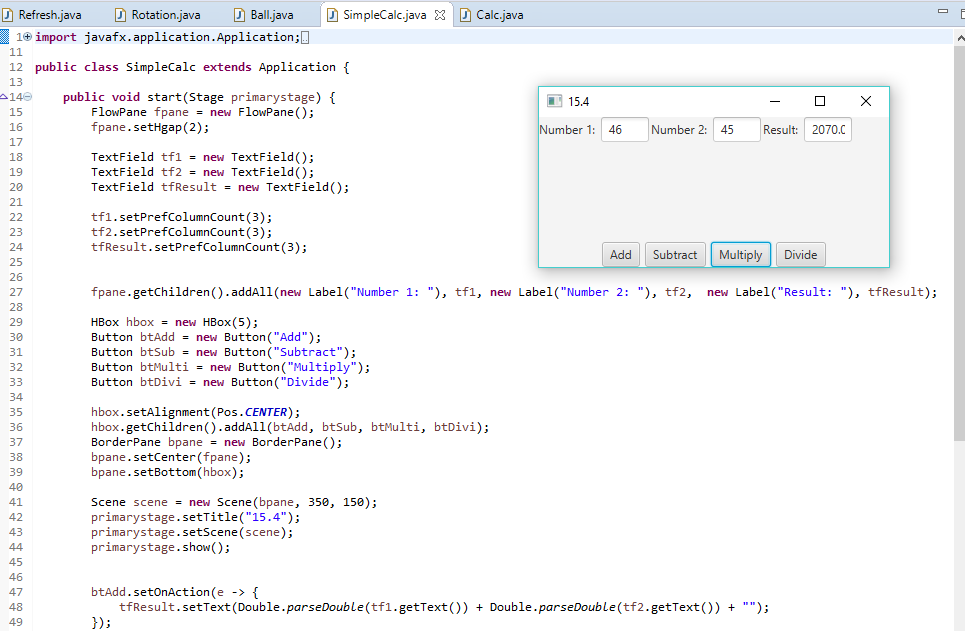 Refresh.java Rotation.java Ball.java SimpleCalc.java Calc.java
1 import javafx.application.Application;
11
12 public class SimpleCalc extends Application {
13
14 public void start(Stage primarystage) {
15 FlowPane fpane = new FlowPane();
16 fpane.setHgap(2);
17
18 TextField tf1 = new TextField();
19 TextField tf2 = new TextField();
20 TextField tfResult = new TextField();
21
22 tf1.setPrefColumnCount(3);
23 tf2.setPrefColumnCount(3);
24 tfResult.setPrefColumnCount(3);
25
26
27 fpane.getChildren().addAll(new Label("Number 1: "), tf1, new Label("Number 2: "), tf2,  new Label("Result: "), tfResult);
28
29 HBox hbox = new HBox(5);
30 Button btAdd = new Button("Add");
31 Button btSub = new Button("Subtract");
32 Button btMulti = new Button("Multiply");
33 Button btDivi = new Button("Divide");
34
35 hbox.setAlignment(Pos.CENTER);
36 hbox.getChildren().addAll(btAdd, btSub, btMulti, btDivi);
37 BorderPane bpane = new BorderPane();
38 bpane.setCenter(fpane);
39 bpane.setBottom(hbox);
40
41 Scene scene = new Scene(bpane, 350, 150);
42 primarystage.setTitle("15.4");
43 primarystage.setScene(scene);
44 primarystage.show();
45
46
47 btAdd.setOnAction(e -> {
48 tfResult.setText(Double.parseDouble(tf1.getText()) + Double.parseDouble(tf2.getText()) + "");
49 });
15.4
Number 1: 46 Number 2: 45 Result: 2070.0
Add Subtract Multiply Divide